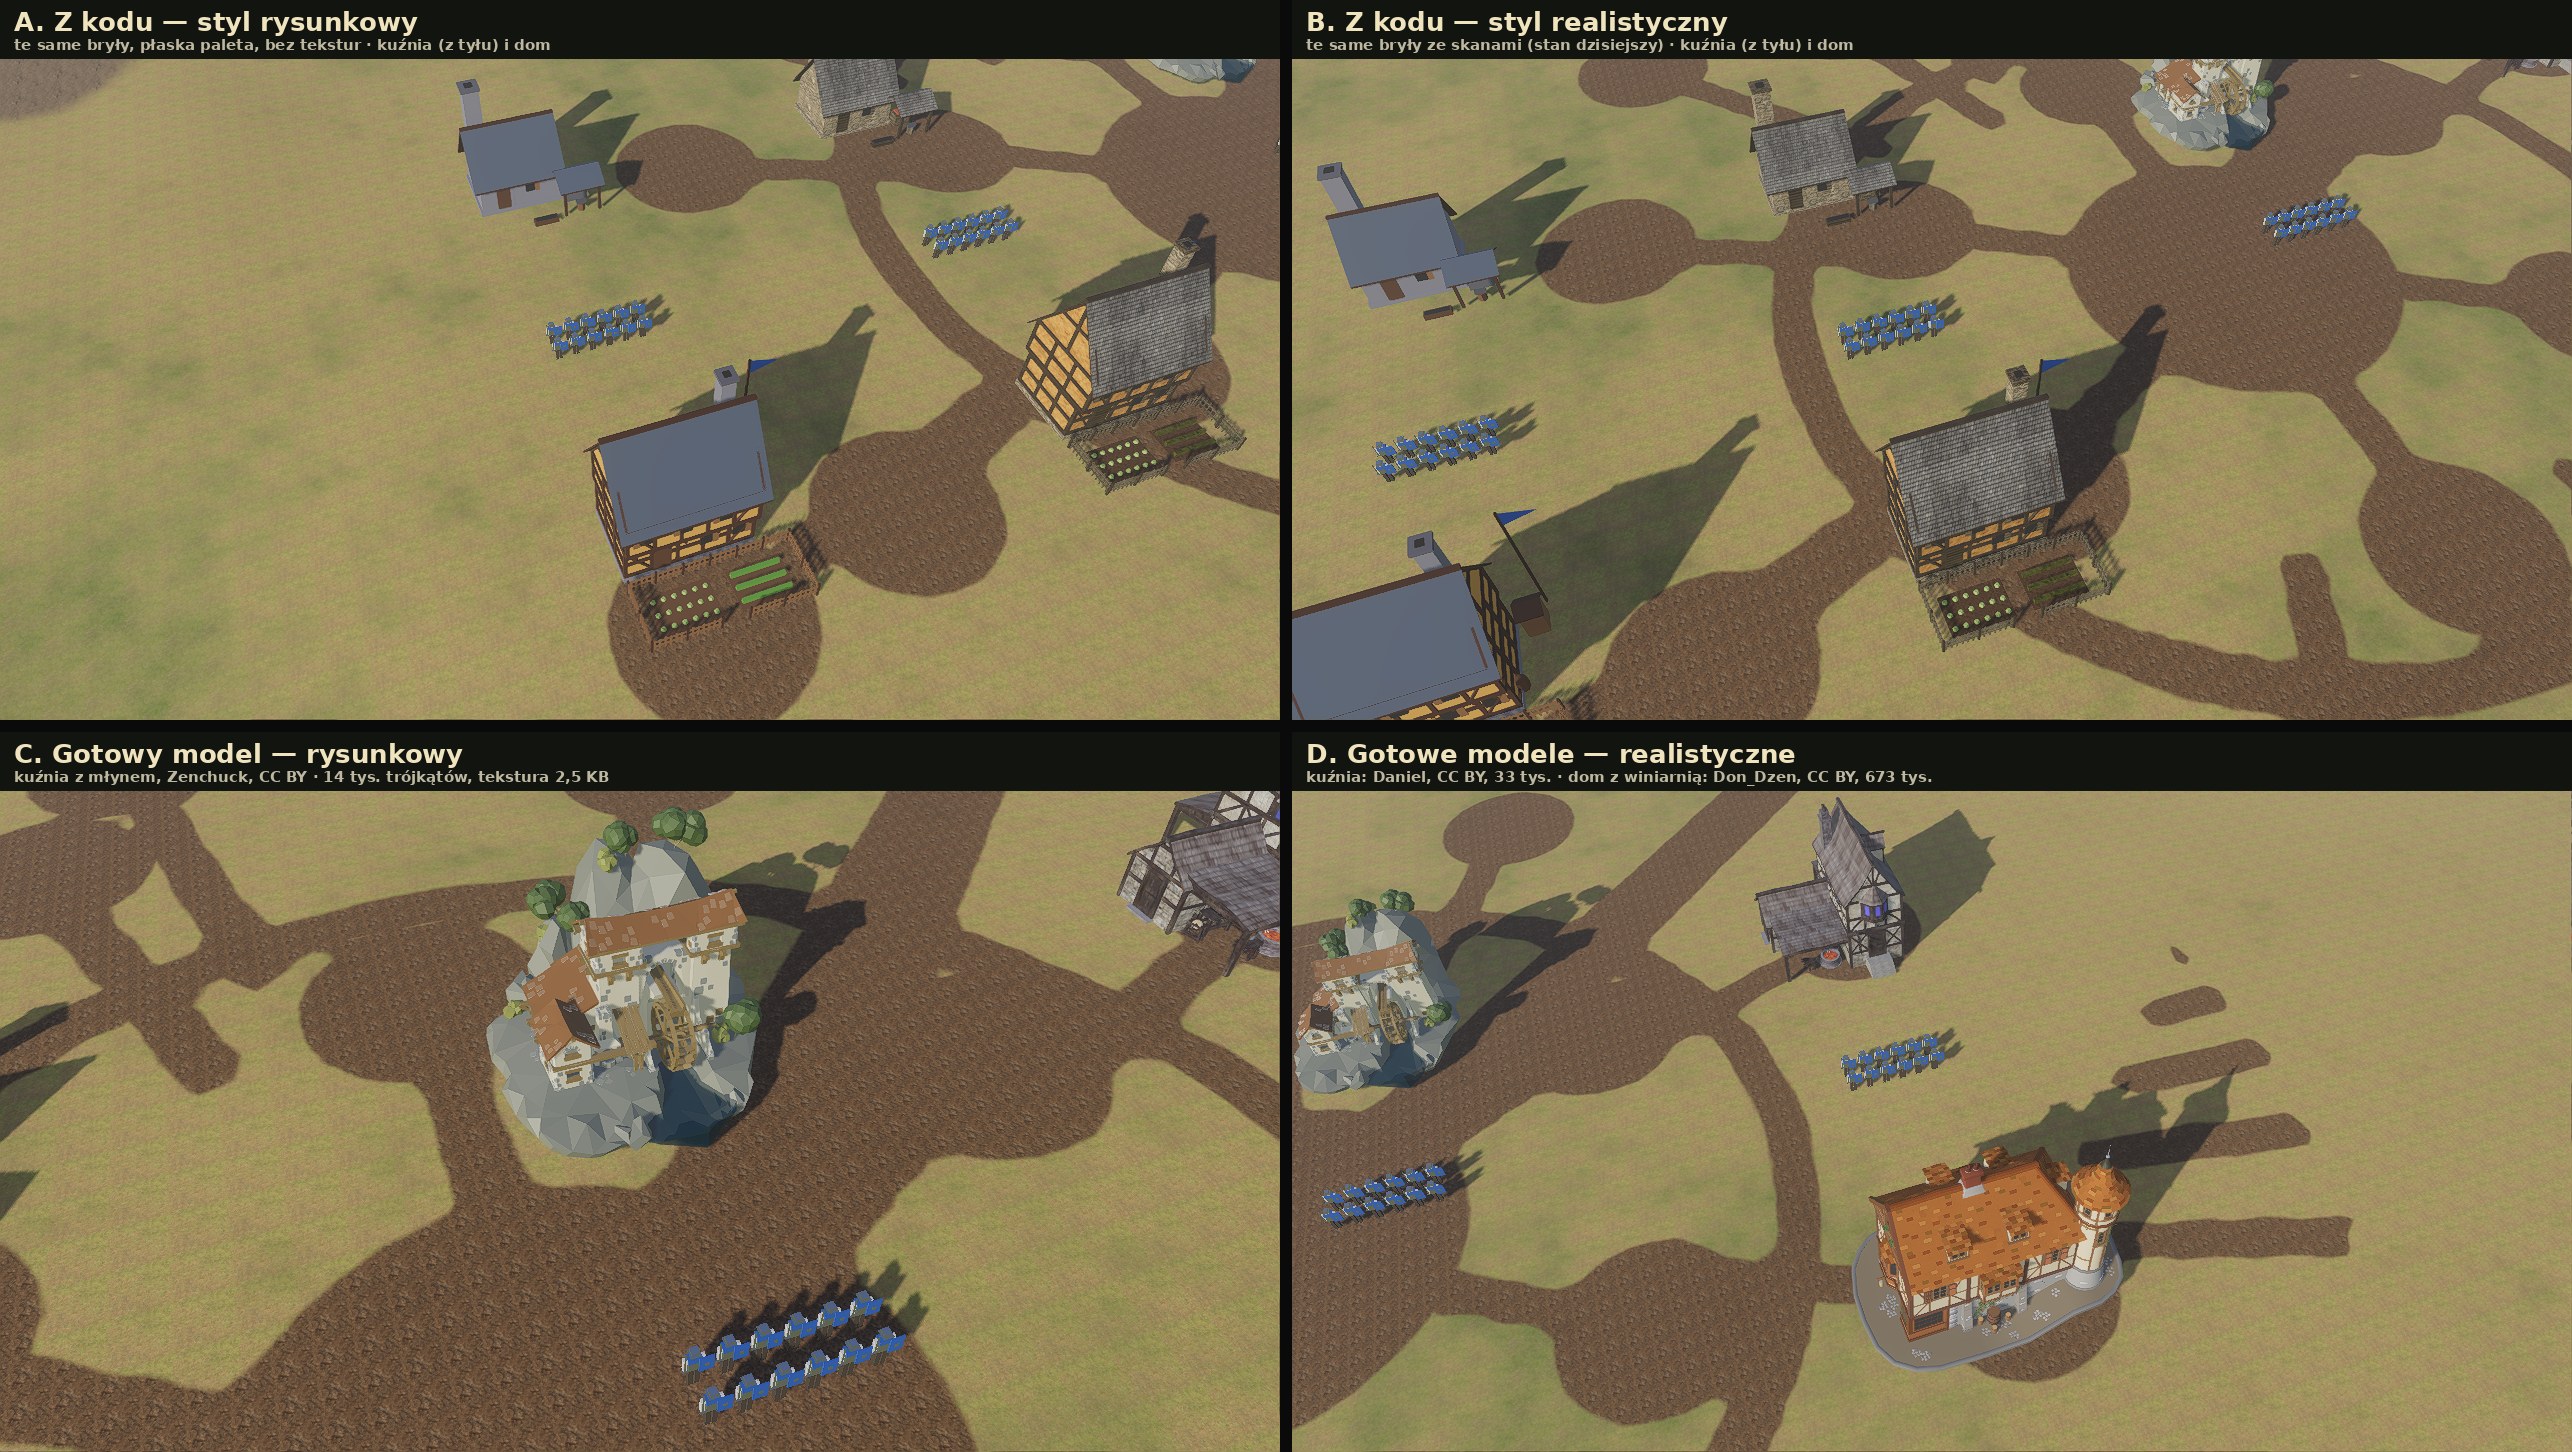 A. Z kodu — styl rysunkowy
te same bryły, płaska paleta, bez tekstur · kuźnia (z tyłu) i dom
B. Z kodu — styl realistyczny
te same bryły ze skanami (stan dzisiejszy) · kuźnia (z tyłu) i dom
C. Gotowy model — rysunkowy
kuźnia z młynem, Zenchuck, CC BY · 14 tys. trójkątów, tekstura 2,5 KB
D. Gotowe modele — realistyczne
kuźnia: Daniel, CC BY, 33 tys. · dom z winiarnią: Don_Dzen, CC BY, 673 tys.